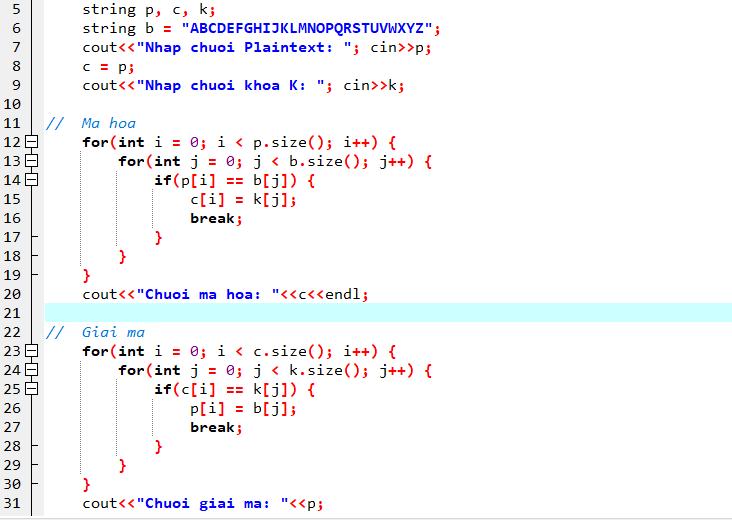 5 string p, c, k;
6 string b = "ABCDEFGHIJKLMNOPQRSTUVWXYZ";
7 cout<<"Nhap chuoi Plaintext: "; cin>>p;
8 c = p;
9 cout<<"Nhap chuoi khoa K: "; cin>>k;
10
11 // Ma hoa
12 for(int i = 0; i < p.size(); i++) {
13 for(int j = 0; j < b.size(); j++) {
14 if(p[i] == b[j]) {
15 c[i] = k[j];
16 break;
17 }
18 }
19 }
20 cout<<"Chuoi ma hoa: "<<c<<endl;
21
22 // Giai ma
23 for(int i = 0; i < c.size(); i++) {
24 for(int j = 0; j < k.size(); j++) {
25 if(c[i] == k[j]) {
26 p[i] = b[j];
27 break;
28 }
29 }
30 }
31 cout<<"Chuoi giai ma: "<<p;